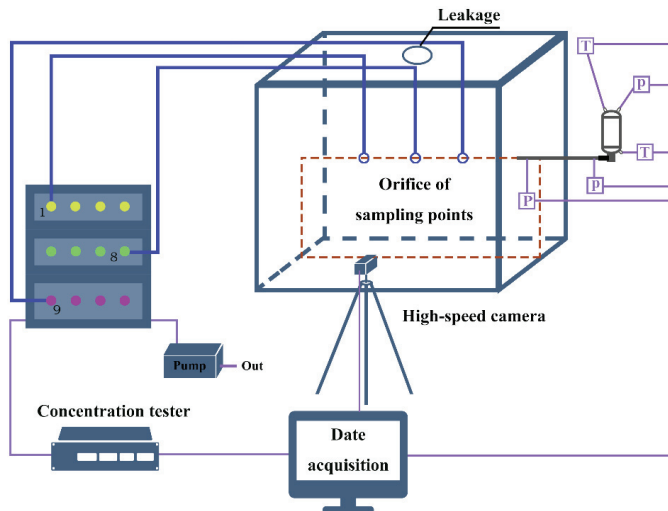 Leakage
T
p
T
p
P
Orifice of
sampling points
1
8
9
High-speed camera
Pump
Out
Concentration tester
Date
acquisition